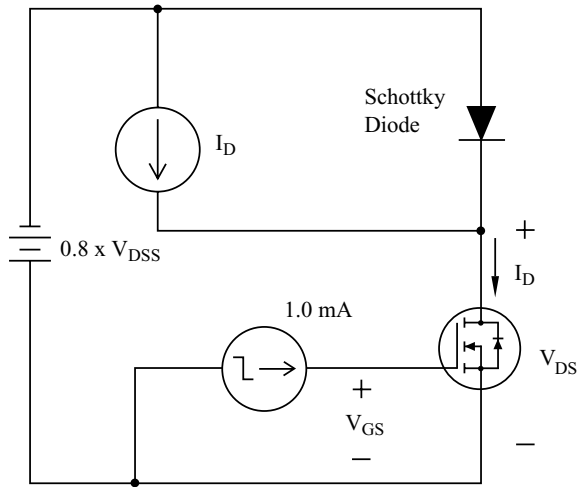 Schottky
Diode
I_D
+
0.8 x V_DSS
I_D
1.0 mA
V_DS
+
V_GS
−
−